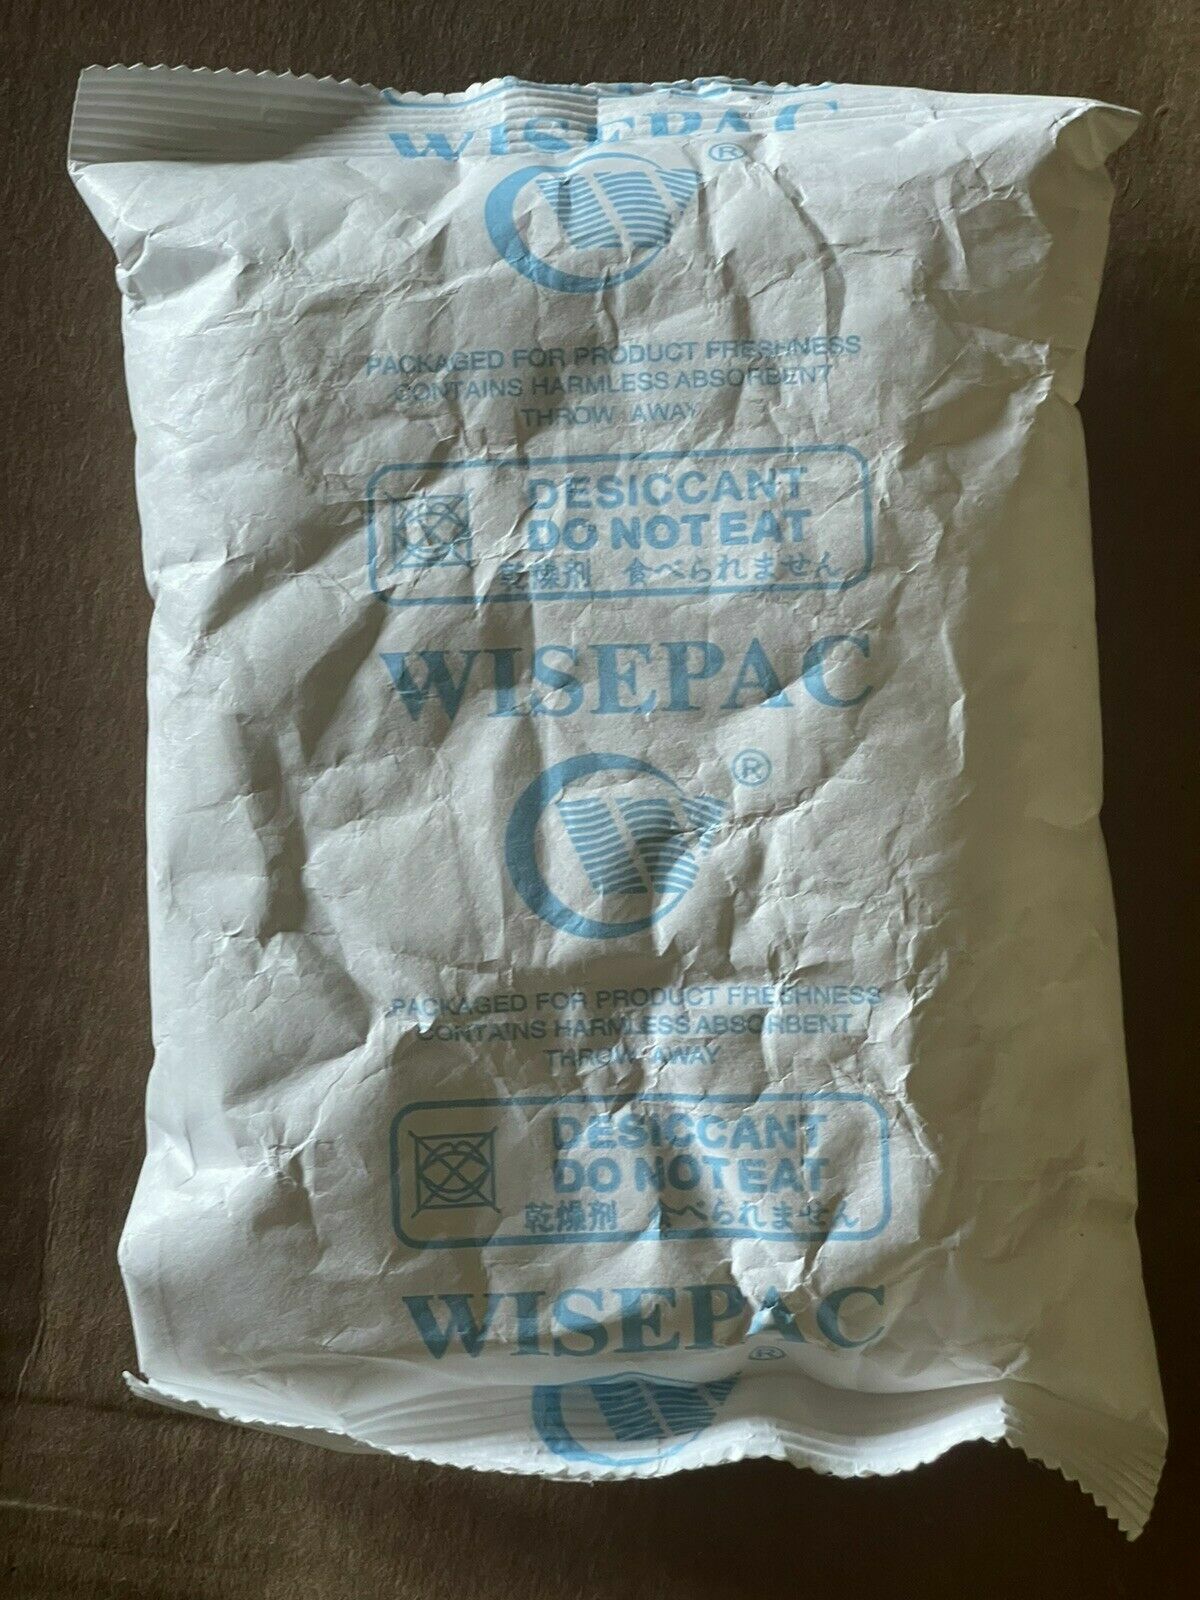 WISEPAC
®
PACKAGED FOR PRODUCT FRESHNESS
CONTAINS HARMLESS ABSORBENT
THROW AWAY
DESICCANT
DO NOT EAT
乾燥剤 食べられません
WISEPAC
®
PACKAGED FOR PRODUCT FRESHNESS
CONTAINS HARMLESS ABSORBENT
THROW AWAY
DESICCANT
DO NOT EAT
乾燥剤 食べられません
WISEPAC
®